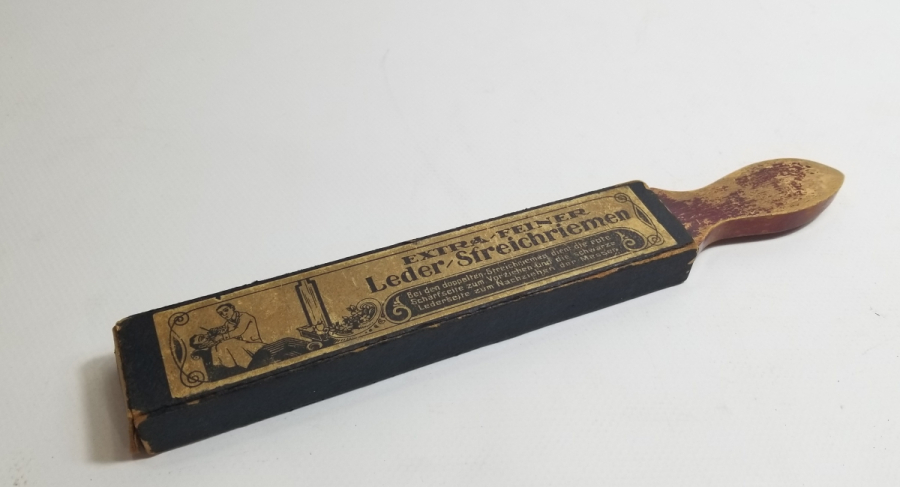 EXTRA-FEINER
Leder-Streichriemen
Bei den doppelten Streichriemen dient die rote
Schärfseite zum Vorziehen und die schwarze
Lederseite zum Nachziehen der Messer.